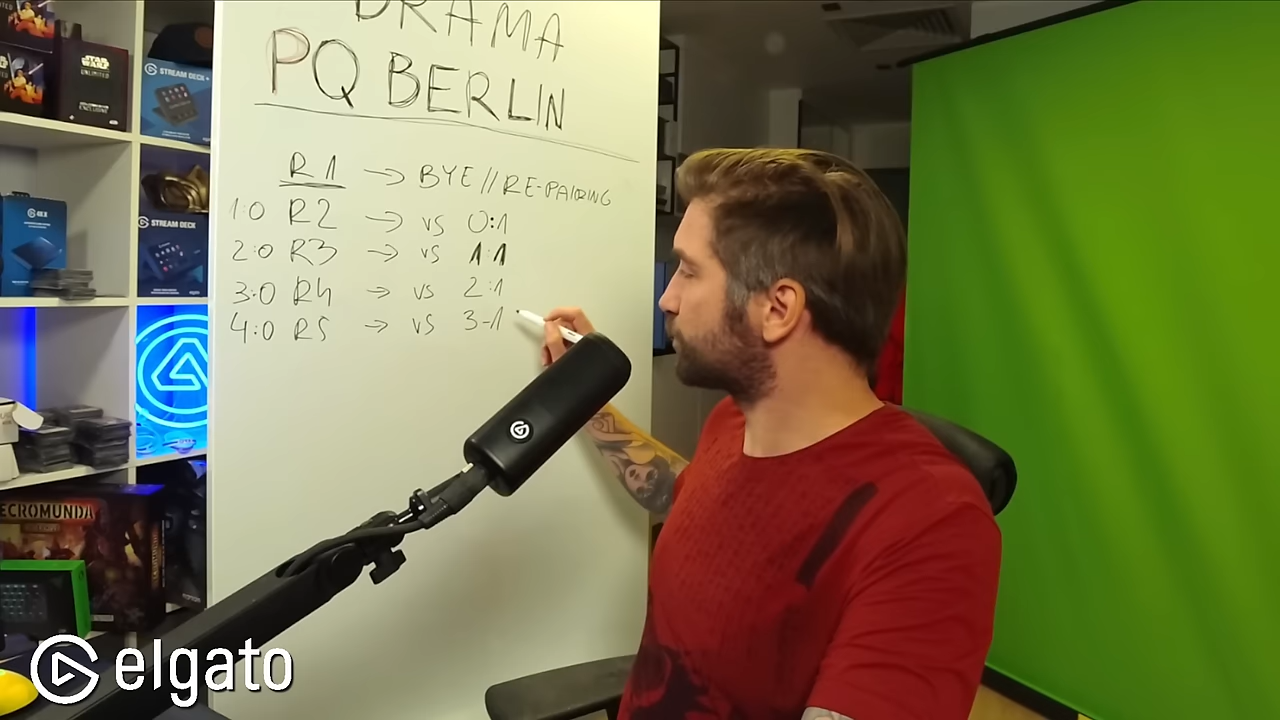 DRAMA
PQ BERLIN
R1 → BYE // RE-PAIRING
1:0 R2 → VS 0:1
2:0 R3 → VS 1:1
3:0 R4 → VS 2:1
4:0 R5 → VS 3-1
STAR WARS
UNLIMITED
STREAM DECK +
STREAM DECK
NECROMUNDA
elgato